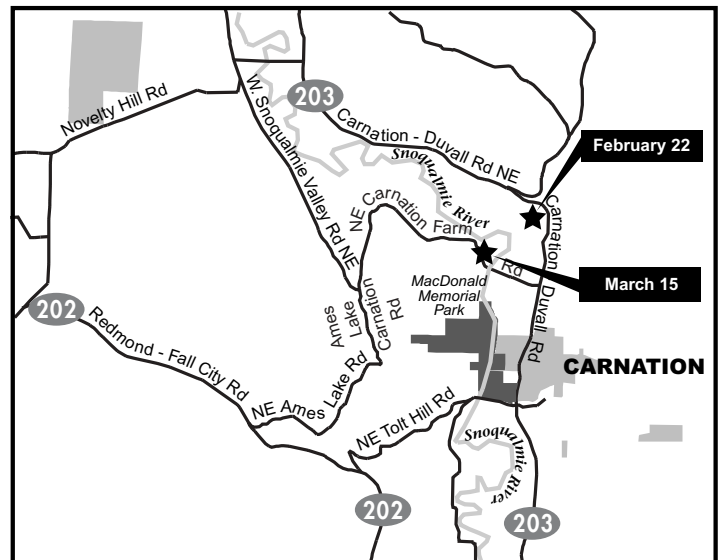 Novelty Hill Rd
W. Snoqualmie Valley Rd NE
203
Carnation - Duvall Rd NE
February 22
Snoqualmie River
NE Carnation Farm Rd
Carnation Duvall Rd
March 15
MacDonald
Memorial
Park
Ames
Lake
Carnation
Rd
202
Redmond - Fall City Rd
CARNATION
NE Ames Lake Rd
NE Tolt Hill Rd
Snoqualmie River
202
203